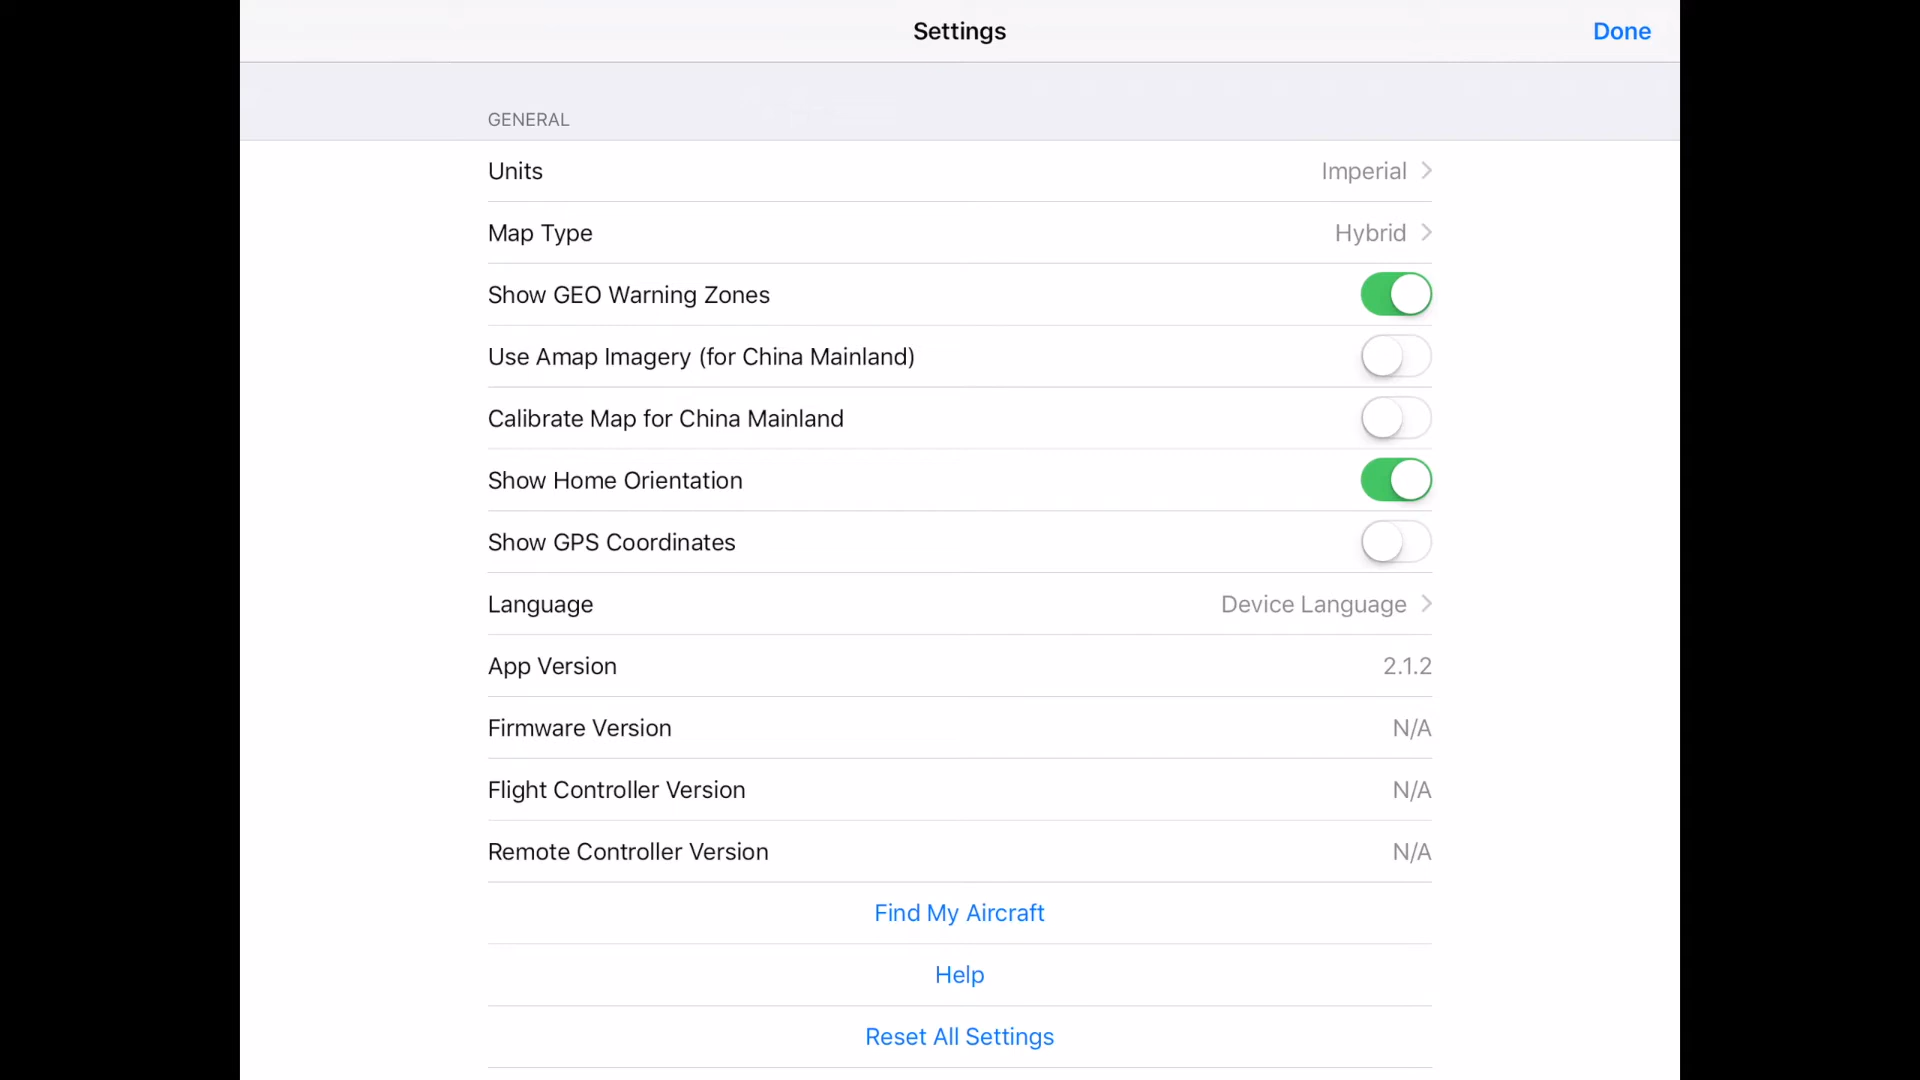 Settings
Done
GENERAL
Units Imperial
Map Type Hybrid
Show GEO Warning Zones
Use Amap Imagery (for China Mainland)
Calibrate Map for China Mainland
Show Home Orientation
Show GPS Coordinates
Language Device Language
App Version 2.1.2
Firmware Version N/A
Flight Controller Version N/A
Remote Controller Version N/A
Find My Aircraft
Help
Reset All Settings